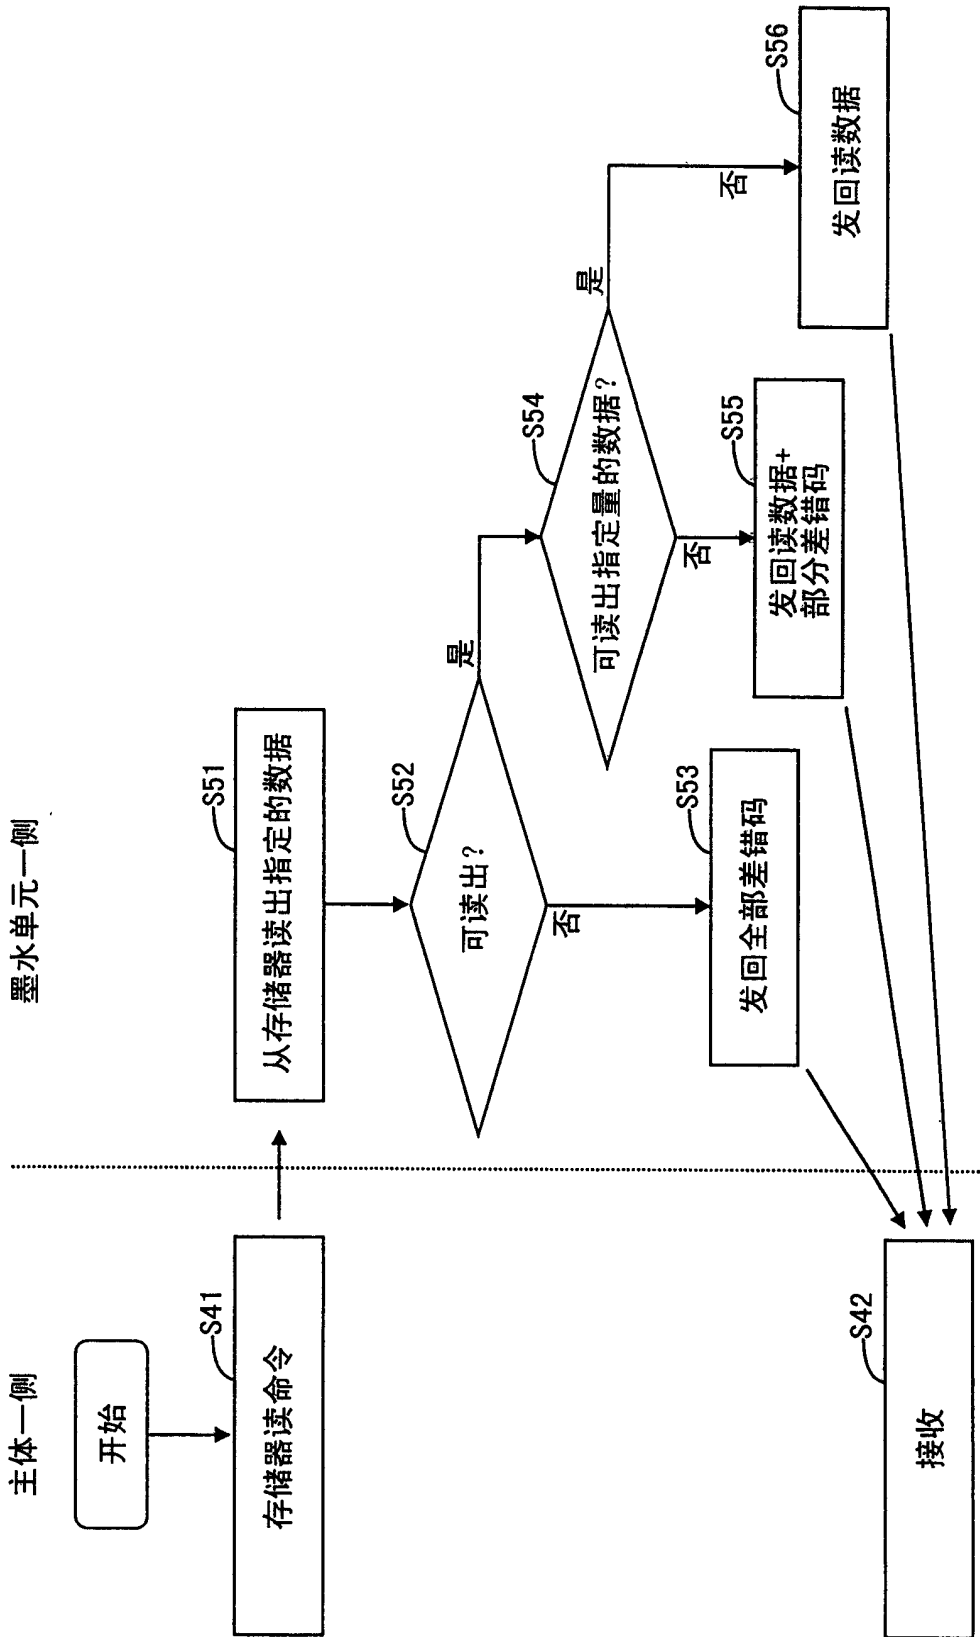 主体一侧
墨水单元一侧
开始
S41
存储器读命令
S51
从存储器读出指定的数据
S52
可读出?
是
否
S54
可读出指定量的数据?
是
否
否
S53
发回全部差错码
S55
发回读数据+
部分差错码
S56
发回读数据
S42
接收